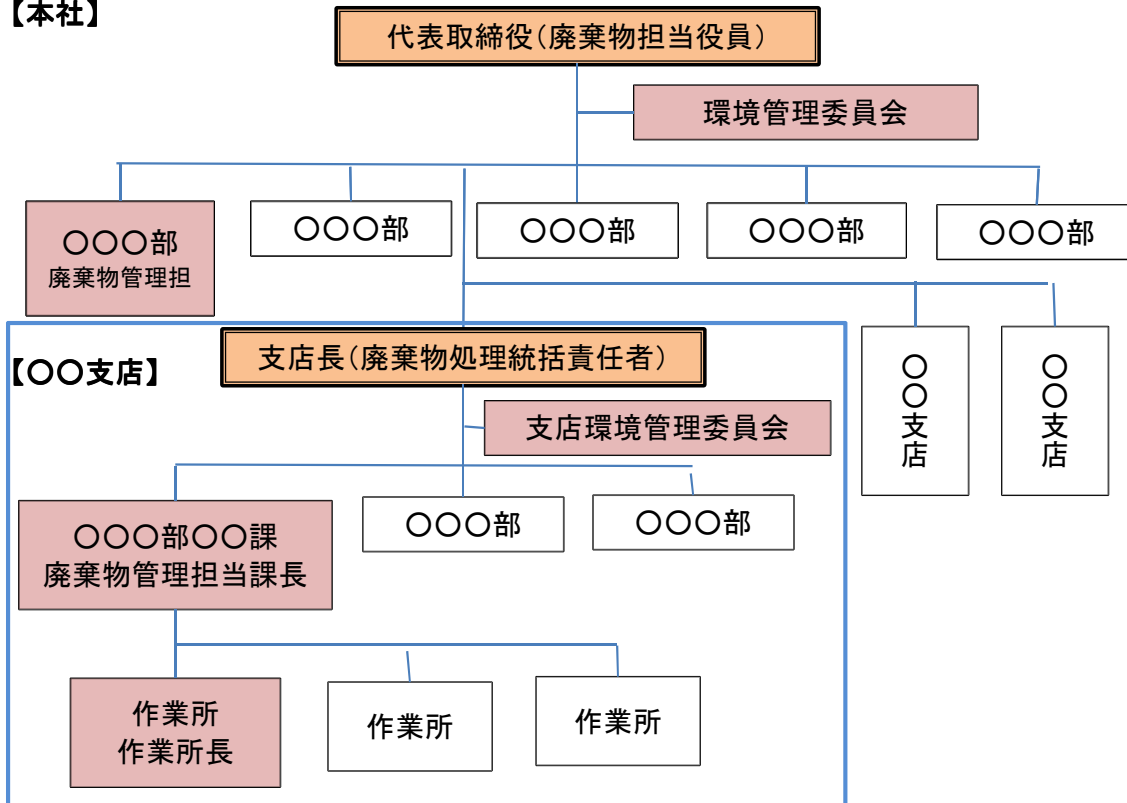 【本社】
代表取締役（廃棄物担当役員）
環境管理委員会
〇〇〇部
廃棄物管理担
〇〇〇部
〇〇〇部
〇〇〇部
〇〇〇部
【〇〇支店】
支店長（廃棄物処理統括責任者）
〇〇支店
〇〇支店
支店環境管理委員会
〇〇〇部〇〇課
廃棄物管理担当課長
〇〇〇部
〇〇〇部
作業所
作業所長
作業所
作業所